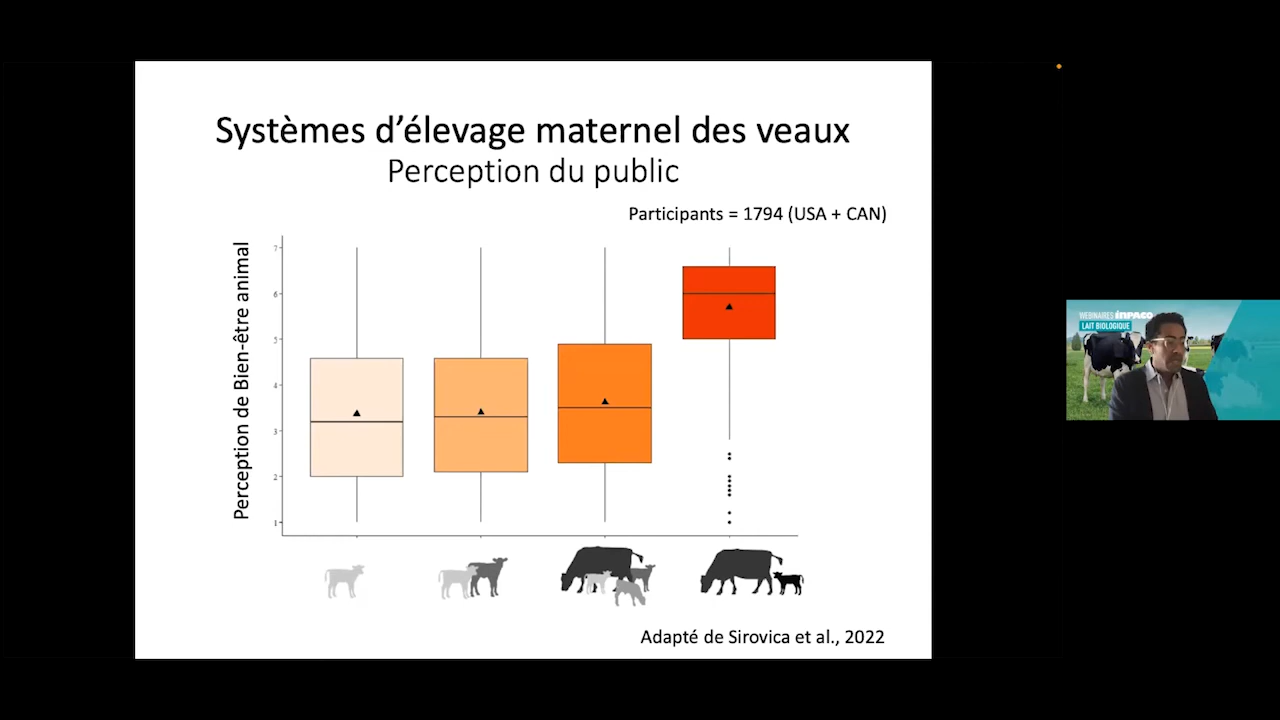 Systèmes d’élevage maternel des veaux
Perception du public
Participants = 1794 (USA + CAN)
Perception de Bien-être animal
7
6
5
4
3
2
1
Adapté de Sirovica et al., 2022
WEBINAIRES INPACQ
LAIT BIOLOGIQUE